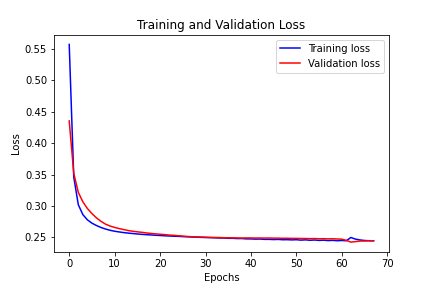 Training and Validation Loss
Training loss
Validation loss
0.55
0.50
0.45
0.40
0.35
0.30
0.25
Loss
0 10 20 30 40 50 60 70
Epochs